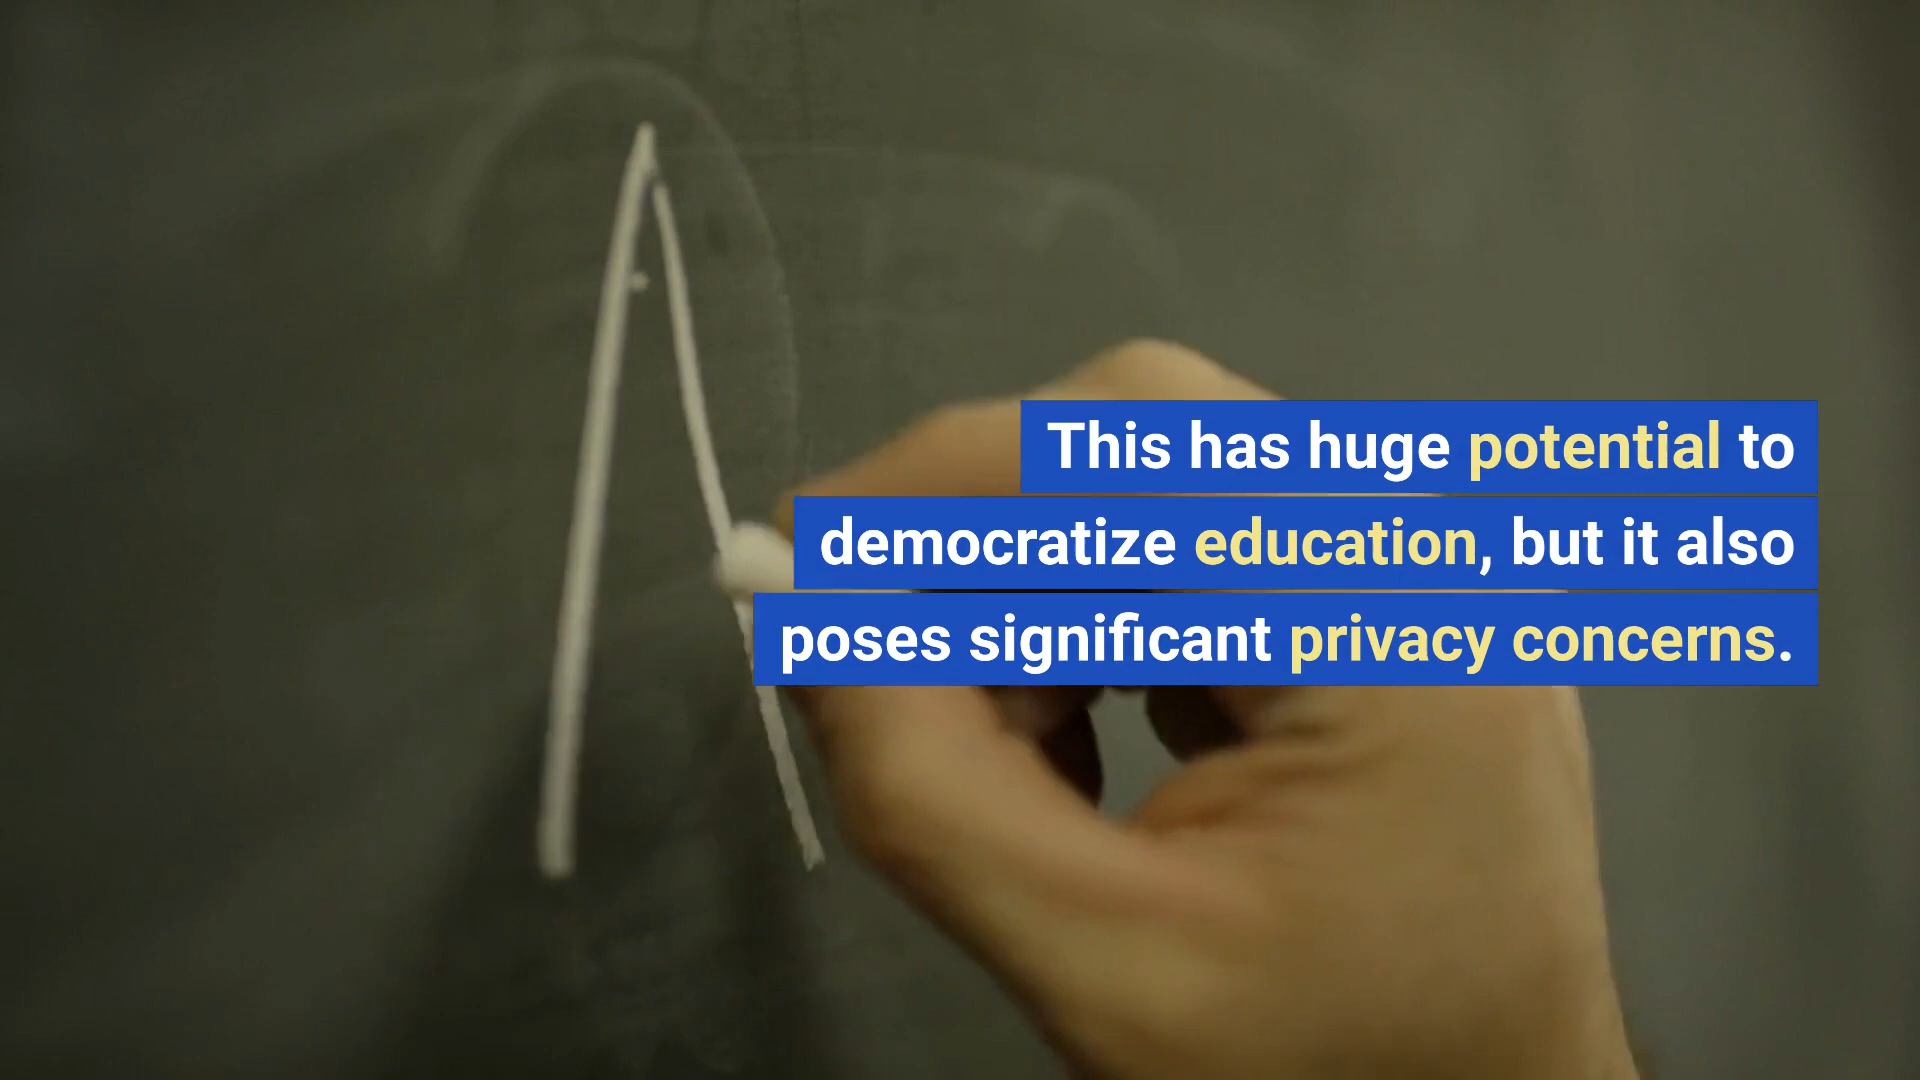 This has huge potential to
democratize education, but it also
poses significant privacy concerns.